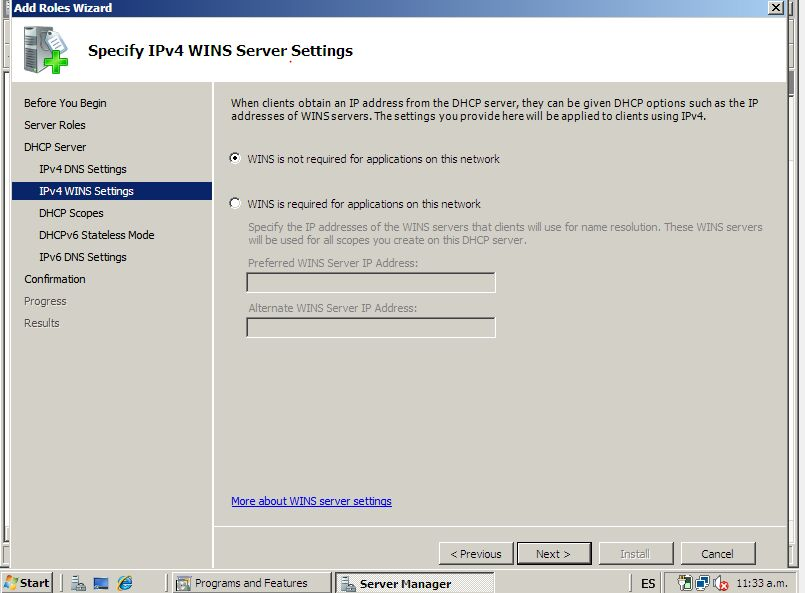 Add Roles Wizard
Specify IPv4 WINS Server Settings
Before You Begin
Server Roles
DHCP Server
IPv4 DNS Settings
IPv4 WINS Settings
DHCP Scopes
DHCPv6 Stateless Mode
IPv6 DNS Settings
Confirmation
Progress
Results
When clients obtain an IP address from the DHCP server, they can be given DHCP options such as the IP
addresses of WINS servers. The settings you provide here will be applied to clients using IPv4.
WINS is not required for applications on this network
WINS is required for applications on this network
Specify the IP addresses of the WINS servers that clients will use for name resolution. These WINS servers
will be used for all scopes you create on this DHCP server.
Preferred WINS Server IP Address:
Alternate WINS Server IP Address:
More about WINS server settings
< Previous
Next >
Install
Cancel
Start
Programs and Features
Server Manager
ES
11:33 a.m.